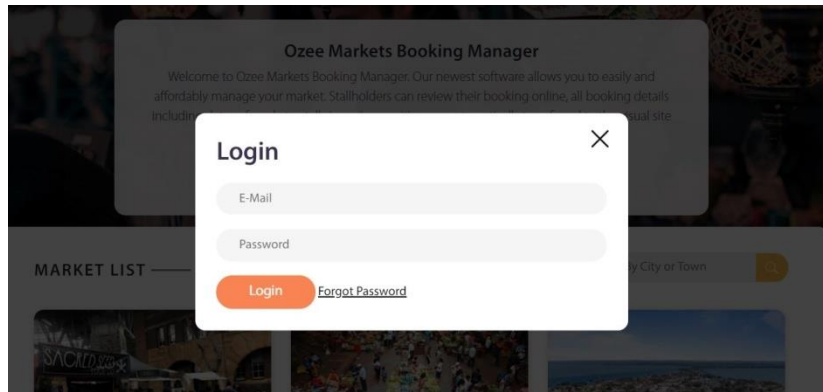 Ozee Markets Booking Manager
Welcome to Ozee Markets Booking Manager. Our newest software allows you to easily and
affordably manage your market. Stallholders can review their booking online, all booking details
Login
E-Mail
Password
Login Forgot Password
MARKET LIST
By City or Town
SACRED